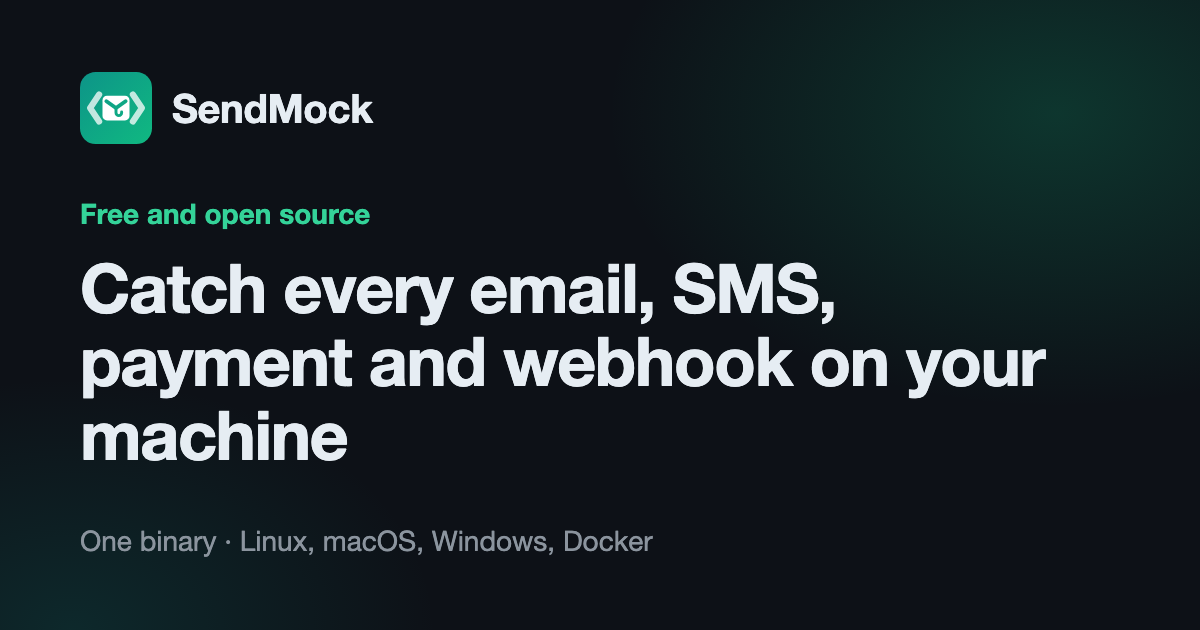 SendMock
Free and open source
Catch every email, SMS,
payment and webhook on your
machine
One binary · Linux, macOS, Windows, Docker